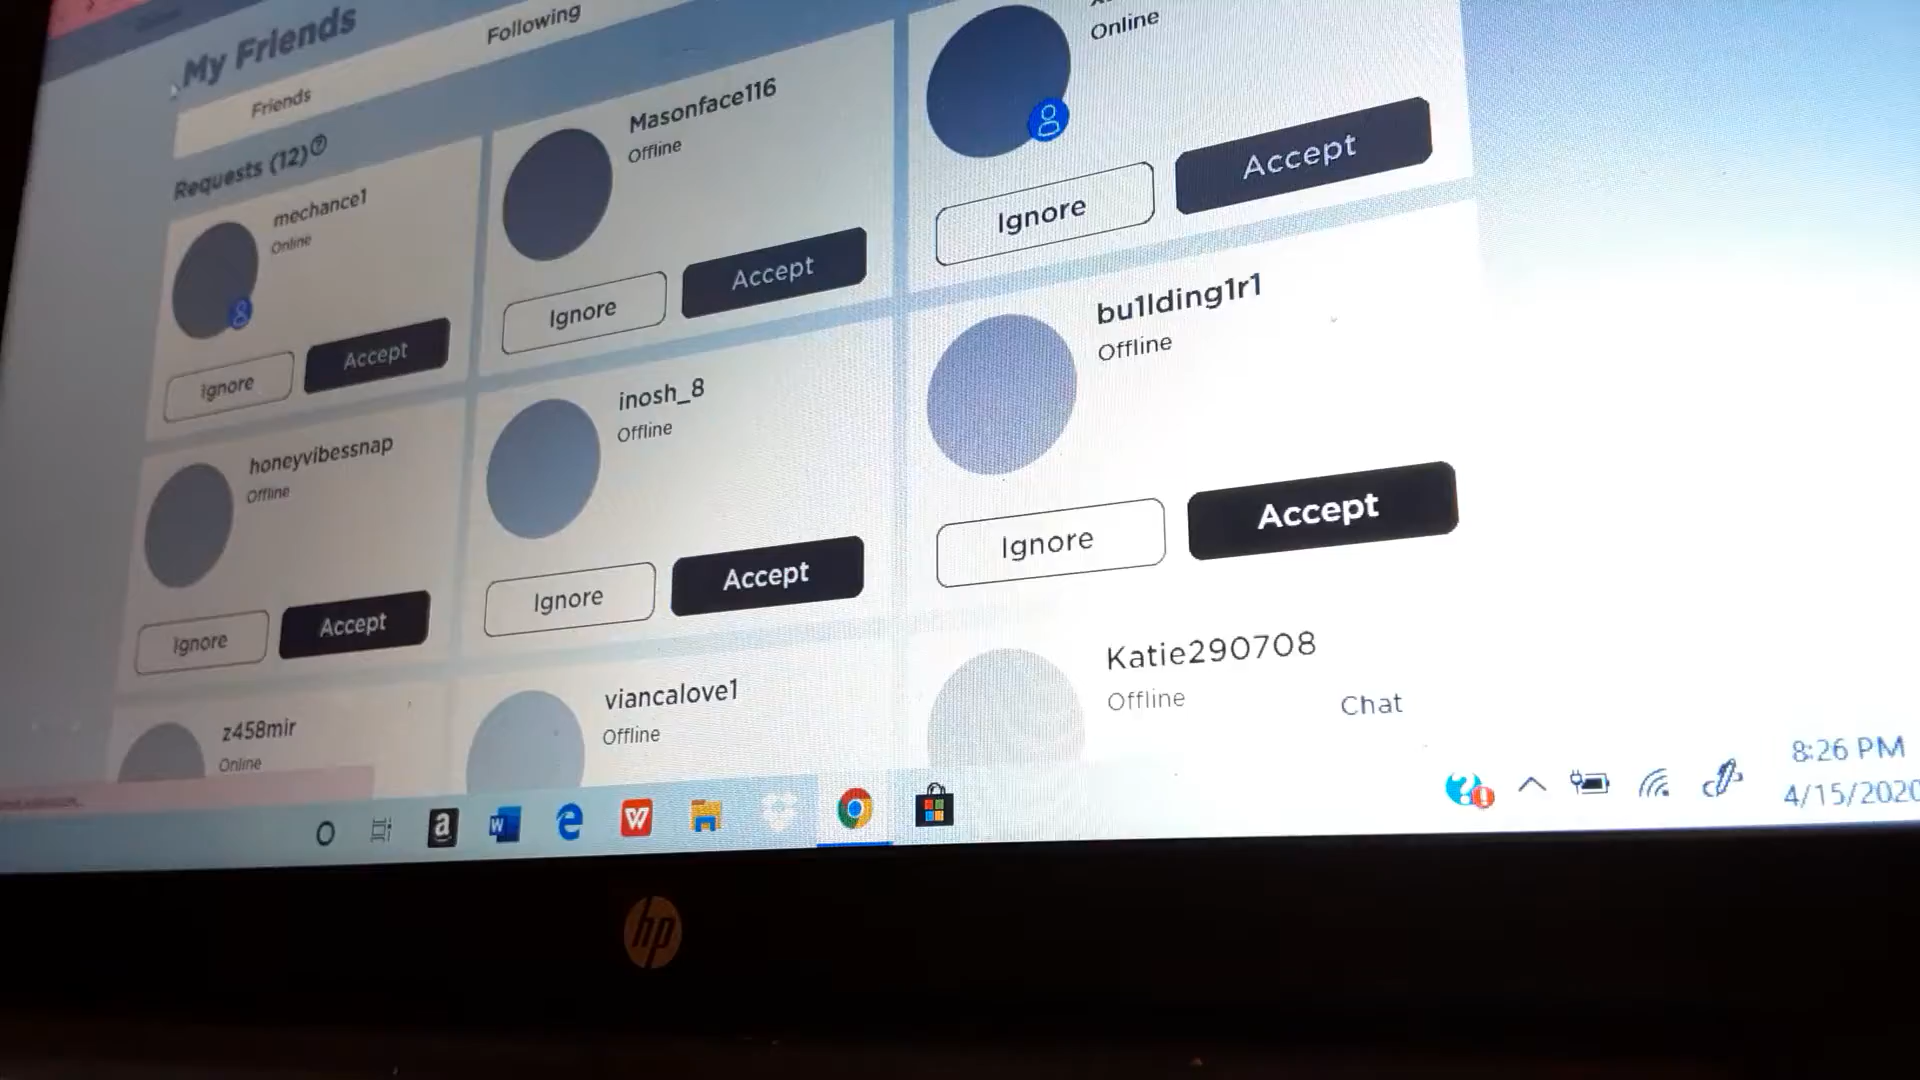 My Friends
Friends
Following
Requests (12)
mechance1
Online
Ignore
Accept
Masonface116
Offline
Ignore
Accept
Online
Ignore
Accept
honeyvibessnap
Offline
Ignore
Accept
inosh_8
Offline
Ignore
Accept
bu1lding1r1
Offline
Ignore
Accept
z458mir
Online
viancalove1
Offline
Katie290708
Offline
Chat
8:26 PM
4/15/2020
hp